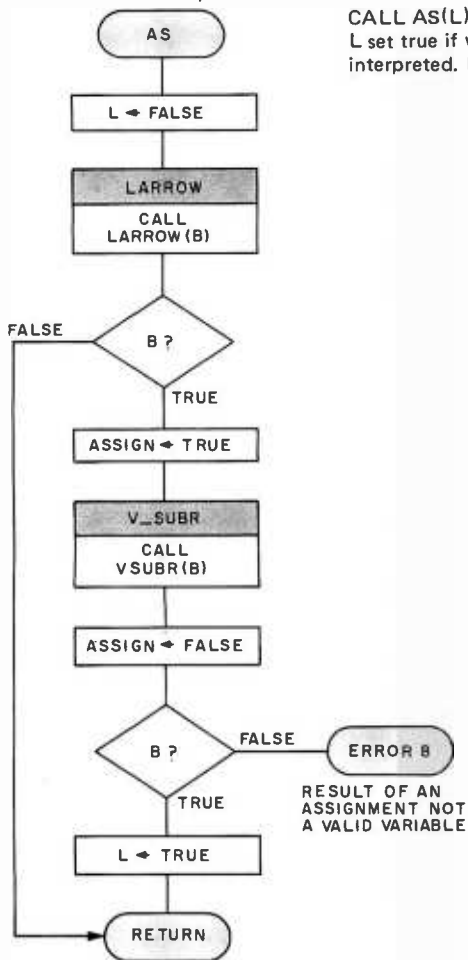 CALL AS(L)
L set true if
interpreted.
AS
L ← FALSE
LARROW
CALL
LARROW(B)
FALSE
B ?
TRUE
ASSIGN ← TRUE
V_SUBR
CALL
VSUBR(B)
ASSIGN ← FALSE
B ?
FALSE
ERROR B
TRUE
RESULT OF AN
ASSIGNMENT NOT
A VALID VARIABLE
L ← TRUE
RETURN